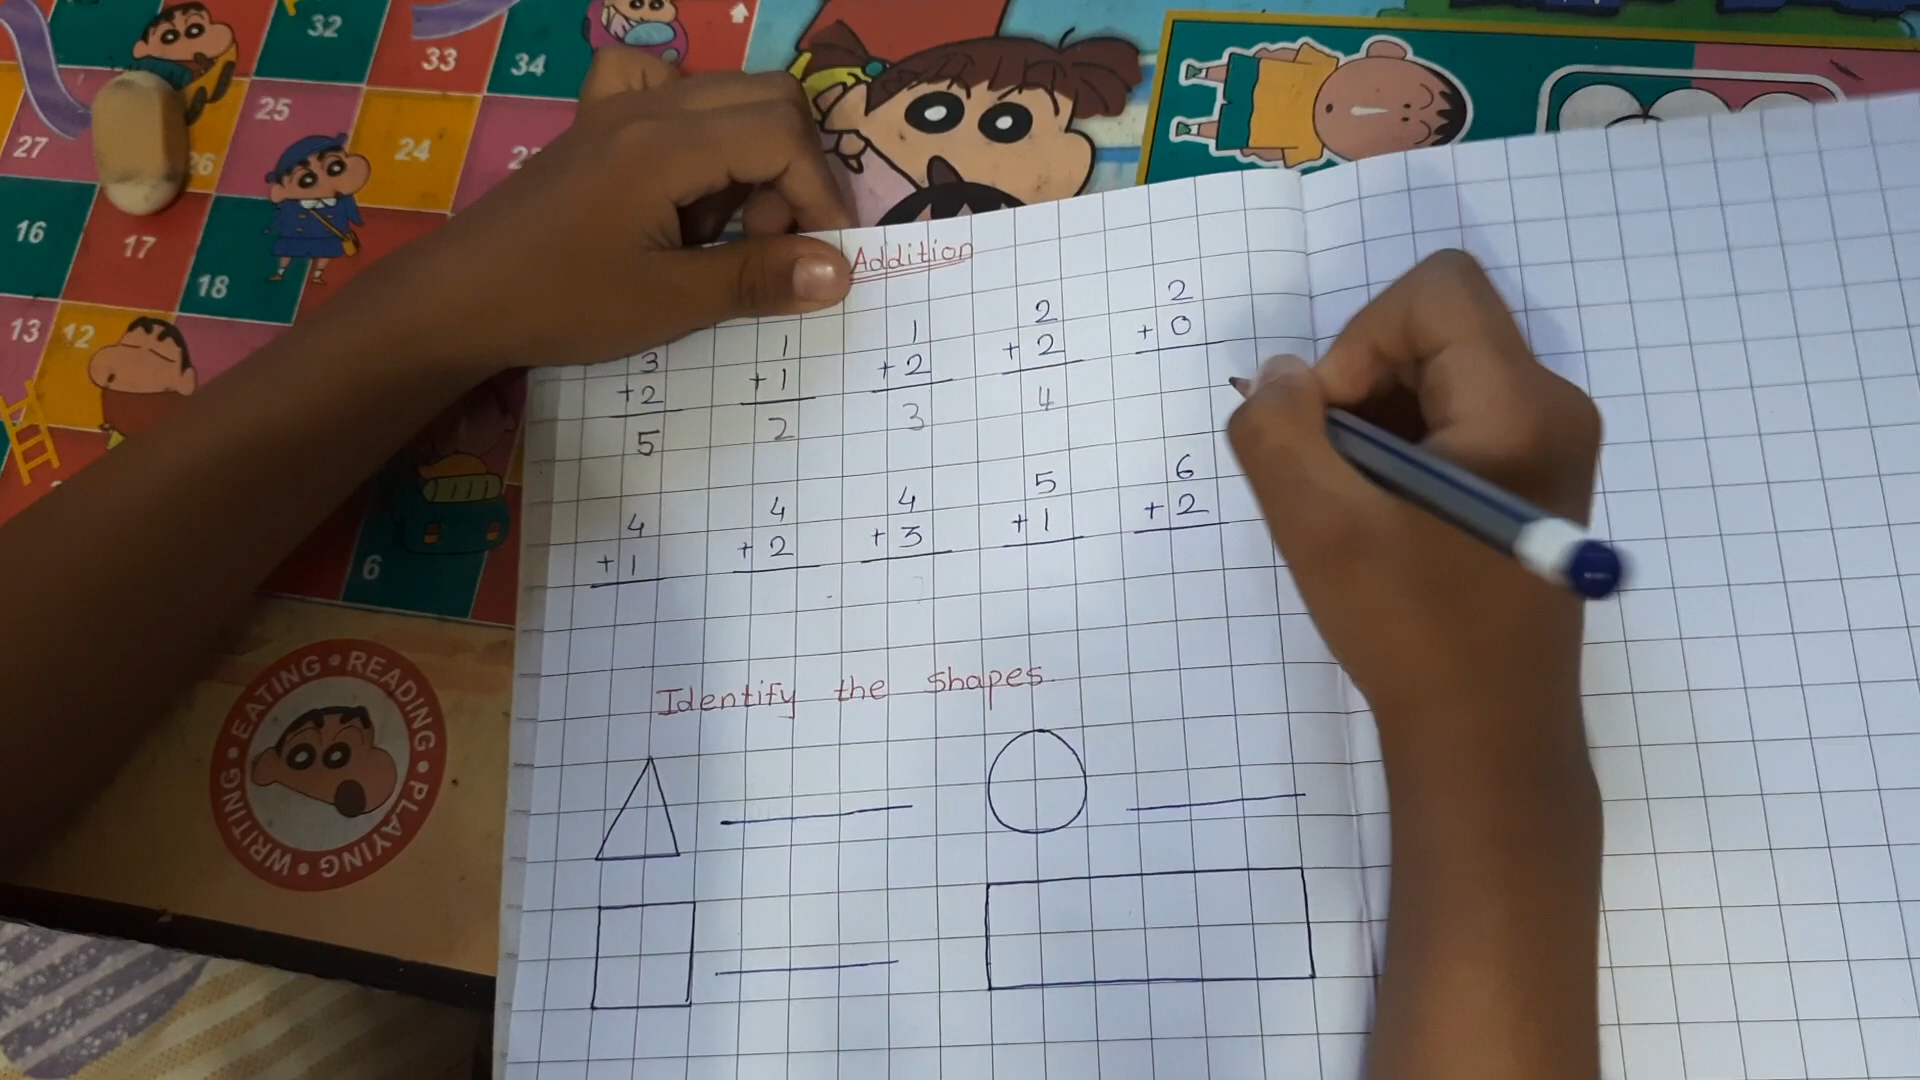 32
33
34
27
26
25
24
16
17
18
13
12
6
EATING • READING • PLAYING • WRITING •
Addition
3 1 1 2 2
+2 +1 +2 +2 +0
5 2 3 4
4 4 4 5 6
+1 +2 +3 +1 +2
Identify the shapes.